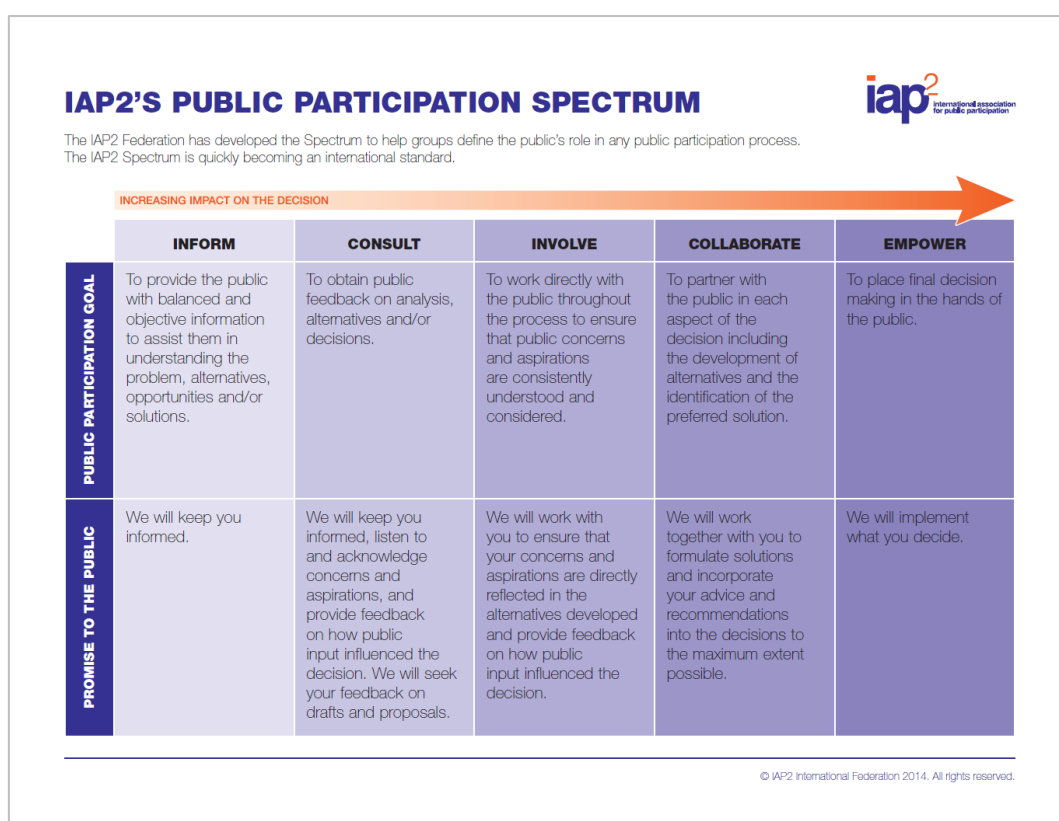 IAP2'S PUBLIC PARTICIPATION SPECTRUM
iap2
international association
for public participation
The IAP2 Federation has developed the Spectrum to help groups define the public's role in any public participation process.
The IAP2 Spectrum is quickly becoming an international standard.
INCREASING IMPACT ON THE DECISION
INFORM
CONSULT
INVOLVE
COLLABORATE
EMPOWER
PUBLIC PARTICIPATION GOAL
To provide the public
with balanced and
objective information
to assist them in
understanding the
problem, alternatives,
opportunities and/or
solutions.
To obtain public
feedback on analysis,
alternatives and/or
decisions.
To work directly with
the public throughout
the process to ensure
that public concerns
and aspirations
are consistently
understood and
considered.
To partner with
the public in each
aspect of the
decision including
the development of
alternatives and the
identification of the
preferred solution.
To place final decision
making in the hands of
the public.
PROMISE TO THE PUBLIC
We will keep you
informed.
We will keep you
informed, listen to
and acknowledge
concerns and
aspirations, and
provide feedback
on how public
input influenced the
decision. We will seek
your feedback on
drafts and proposals.
We will work with
you to ensure that
your concerns and
aspirations are directly
reflected in the
alternatives developed
and provide feedback
on how public
input influenced the
decision.
We will work
together with you to
formulate solutions
and incorporate
your advice and
recommendations
into the decisions to
the maximum extent
possible.
We will implement
what you decide.
© IAP2 International Federation 2014. All rights reserved.